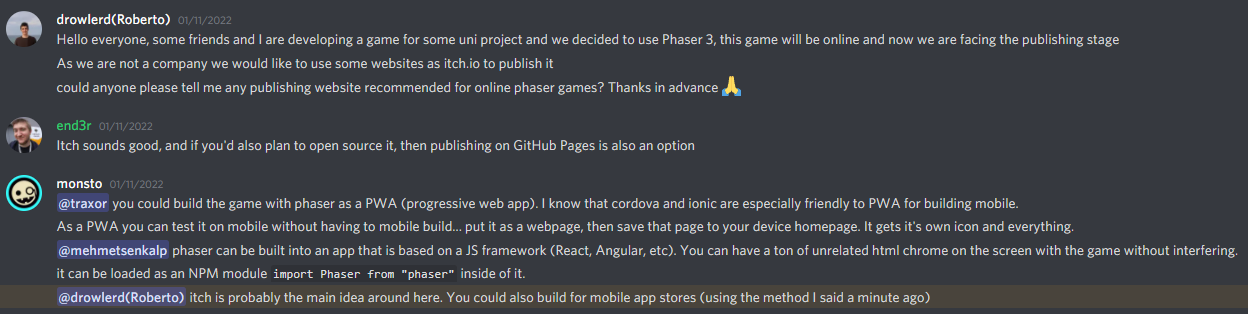 drowlerd(Roberto) 01/11/2022
Hello everyone, some friends and I are developing a game for some uni project and we decided to use Phaser 3, this game will be online and now we are facing the publishing stage
As we are not a company we would like to use some websites as itch.io to publish it
could anyone please tell me any publishing website recommended for online phaser games? Thanks in advance 🙏
end3r 01/11/2022
Itch sounds good, and if you'd also plan to open source it, then publishing on GitHub Pages is also an option
monsto 01/11/2022
@traxor you could build the game with phaser as a PWA (progressive web app). I know that cordova and ionic are especially friendly to PWA for building mobile.
As a PWA you can test it on mobile without having to mobile build... put it as a webpage, then save that page to your device homepage. It gets it's own icon and everything.
@mehmetsenkalp phaser can be built into an app that is based on a JS framework (React, Angular, etc). You can have a ton of unrelated html chrome on the screen with the game without interfering.
it can be loaded as an NPM module import Phaser from "phaser" inside of it.
@drowlerd(Roberto) itch is probably the main idea around here. You could also build for mobile app stores (using the method I said a minute ago)